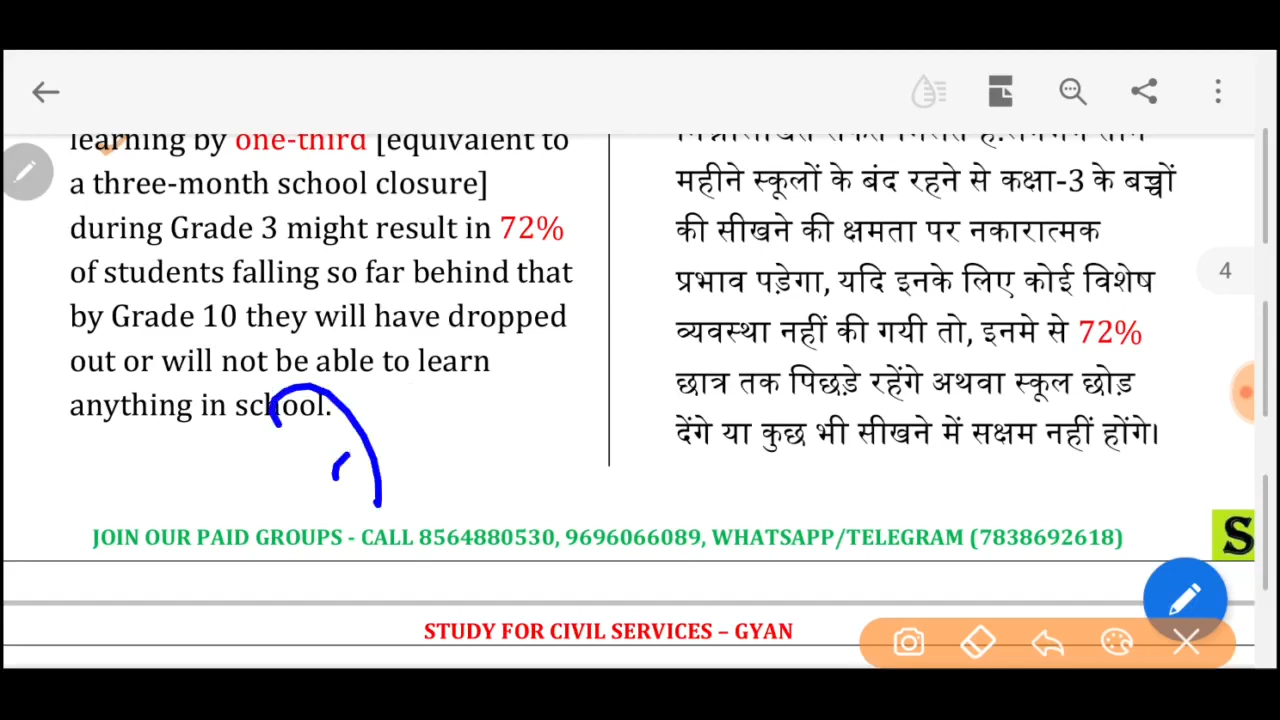 learning by one-third [equivalent to
a three-month school closure]
during Grade 3 might result in 72%
of students falling so far behind that
by Grade 10 they will have dropped
out or will not be able to learn
anything in school.
महीने स्कूलों के बंद रहने से कक्षा-3 के बच्चों
की सीखने की क्षमता पर नकारात्मक
प्रभाव पड़ेगा, यदि इनके लिए कोई विशेष
व्यवस्था नहीं की गयी तो, इनमे से 72%
छात्र तक पिछड़े रहेंगे अथवा स्कूल छोड़
देंगे या कुछ भी सीखने में सक्षम नहीं होंगे।
4
JOIN OUR PAID GROUPS - CALL 8564880530, 9696066089, WHATSAPP/TELEGRAM (7838692618)
S
STUDY FOR CIVIL SERVICES – GYAN